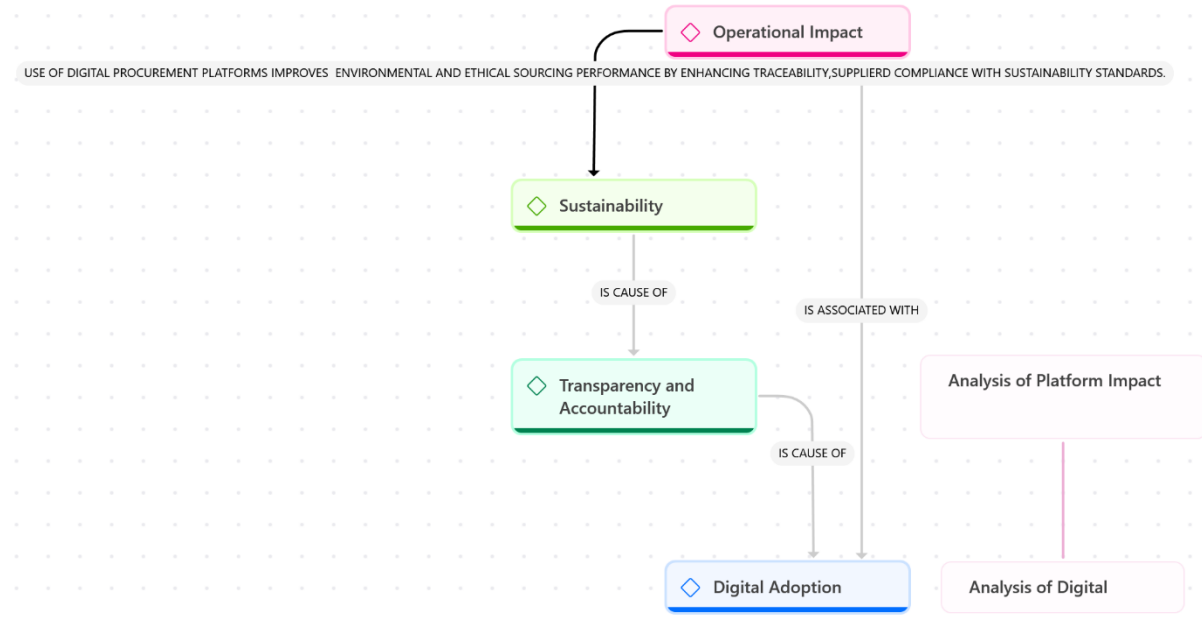 Operational Impact
USE OF DIGITAL PROCUREMENT PLATFORMS IMPROVES  ENVIRONMENTAL AND ETHICAL SOURCING PERFORMANCE BY ENHANCING TRACEABILITY,SUPPLIERD COMPLIANCE WITH SUSTAINABILITY STANDARDS.
Sustainability
IS CAUSE OF
IS ASSOCIATED WITH
Transparency and
Accountability
Analysis of Platform Impact
IS CAUSE OF
Digital Adoption
Analysis of Digital